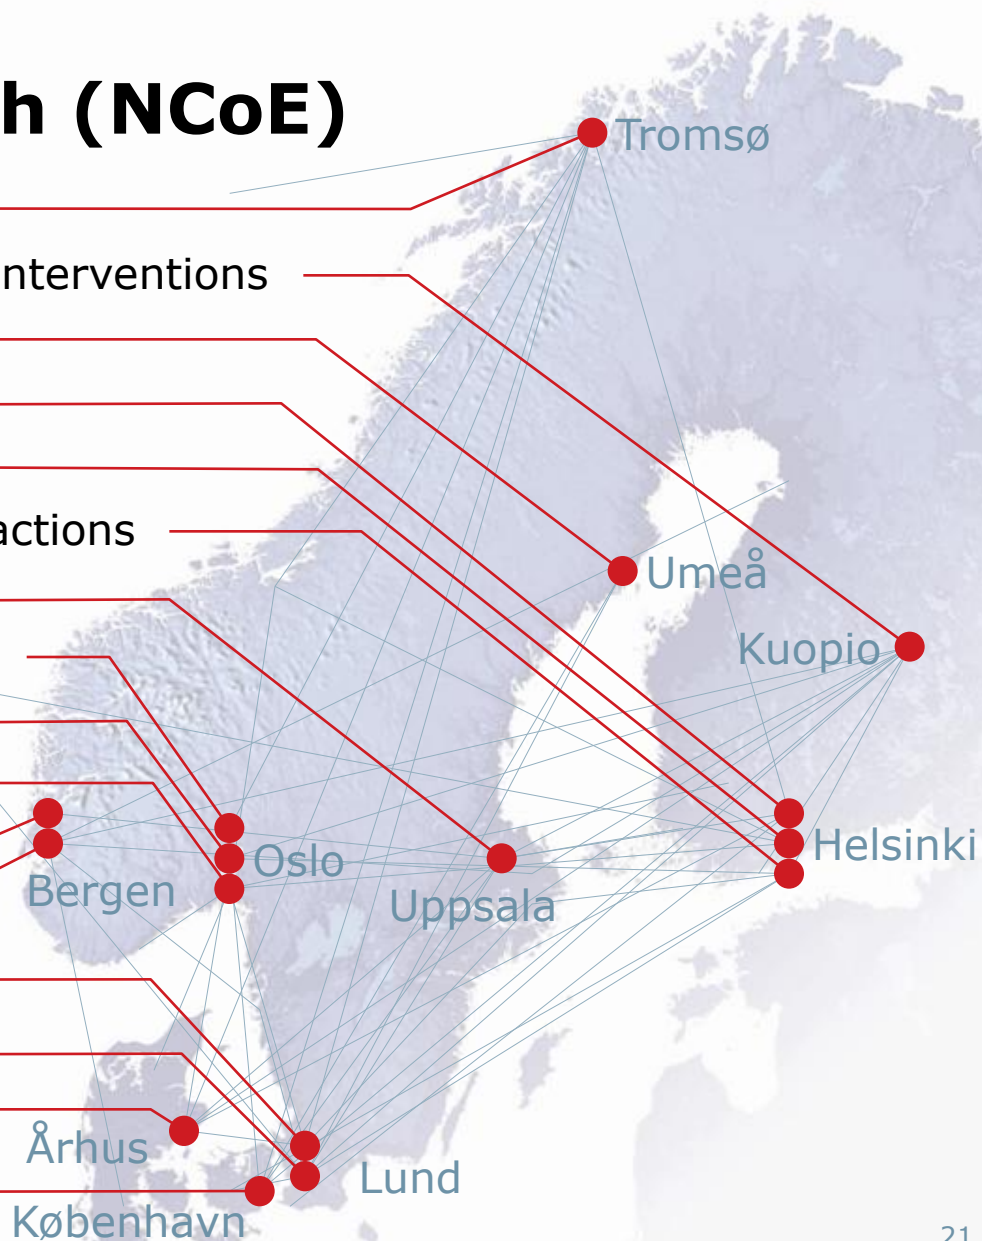 h (NCoE)
Tromsø
nterventions
actions
Umeå
Kuopio
Helsinki
Oslo
Bergen
Uppsala
Århus
Lund
København
21